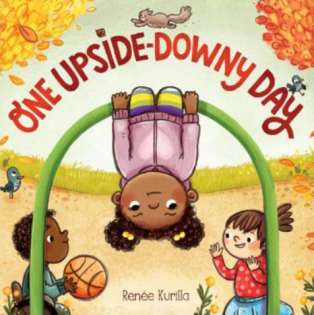 ONE UPSIDE-DOWNY DAY
Renée Kurilla